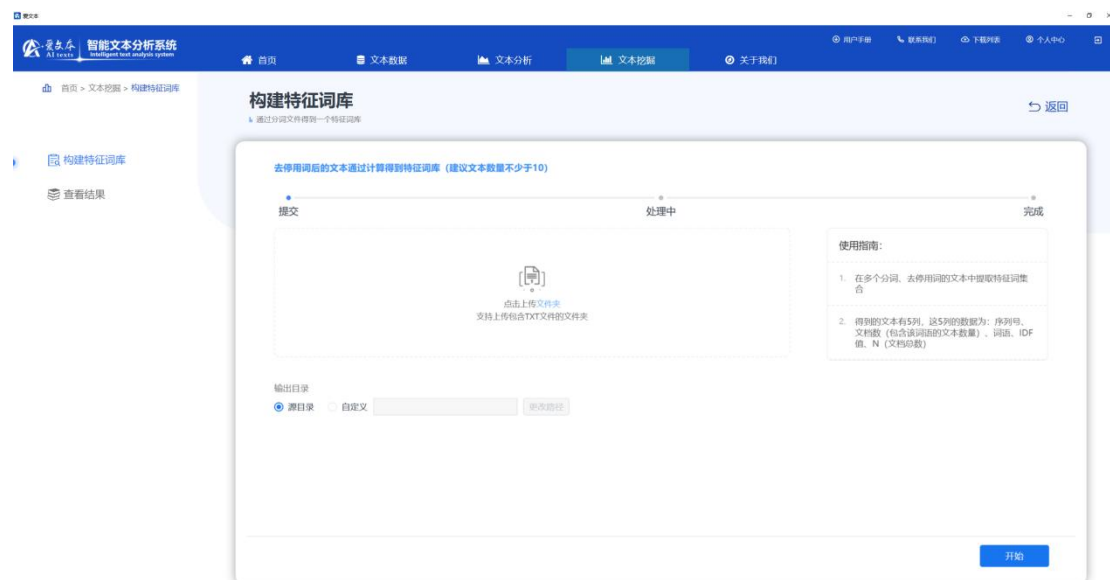 爱文本
爱文本
AI texts
智能文本分析系统
Intelligent text analysis system
首页
文本数据
文本分析
文本挖掘
关于我们
用户手册
联系我们
下载列表
个人中心
首页 > 文本挖掘 > 构建特征词库
构建特征词库
通过分词文件得到一个特征词库
返回
构建特征词库
查看结果
去停用词后的文本通过计算得到特征词库（建议文本数量不少于10）
提交
处理中
完成
点击上传文件夹
支持上传包含TXT文件的文件夹
使用指南：
1. 在多个分词、去停用词的文本中提取特征词集
合
2. 得到的文本有5列，这5列的数据为：序列号、
文档数（包含该词语的文本数量）、词语、IDF
值、N（文档总数）
输出目录
源目录
自定义
更改路径
开始